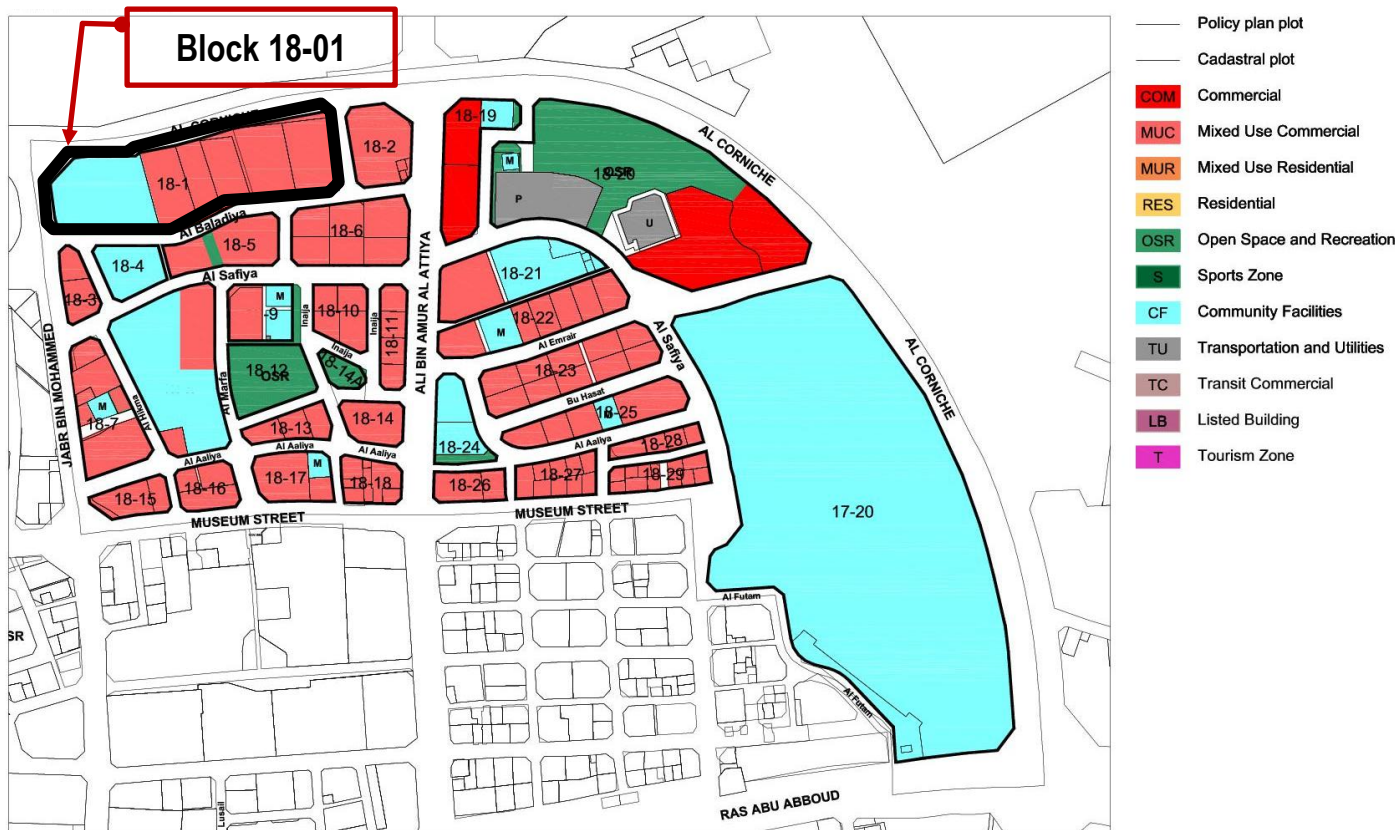 Block 18-01
AL CORNICHE
18-1
18-2
18-19
M
OSR
18-20
AL CORNICHE
P
U
Al Baladiya
18-5
18-6
18-4
Al Safiya
18-3
18-21
M
-9
Inaija
18-10
Inaija
18-11
ALI BIN AMUR AL ATTIYA
M
18-22
Al Emrair
Al Safiya
AL CORNICHE
JABR BIN MOHAMMED
M
18-7
Al Hikma
Al Marfa
18-12
OSR
Inaija
18-14A
18-23
Bu Hasat
M
18-25
18-13
18-14
18-24
Al Aaliya
18-28
Al Aaliya
Al Aaliya
Al Aaliya
18-15
18-16
18-17
M
18-18
18-26
18-27
18-29
MUSEUM STREET
MUSEUM STREET
17-20
Al Futam
Al Futam
SR
Lusail
RAS ABU ABBOUD
Policy plan plot
Cadastral plot
COM Commercial
MUC Mixed Use Commercial
MUR Mixed Use Residential
RES Residential
OSR Open Space and Recreation
S Sports Zone
CF Community Facilities
TU Transportation and Utilities
TC Transit Commercial
LB Listed Building
T Tourism Zone